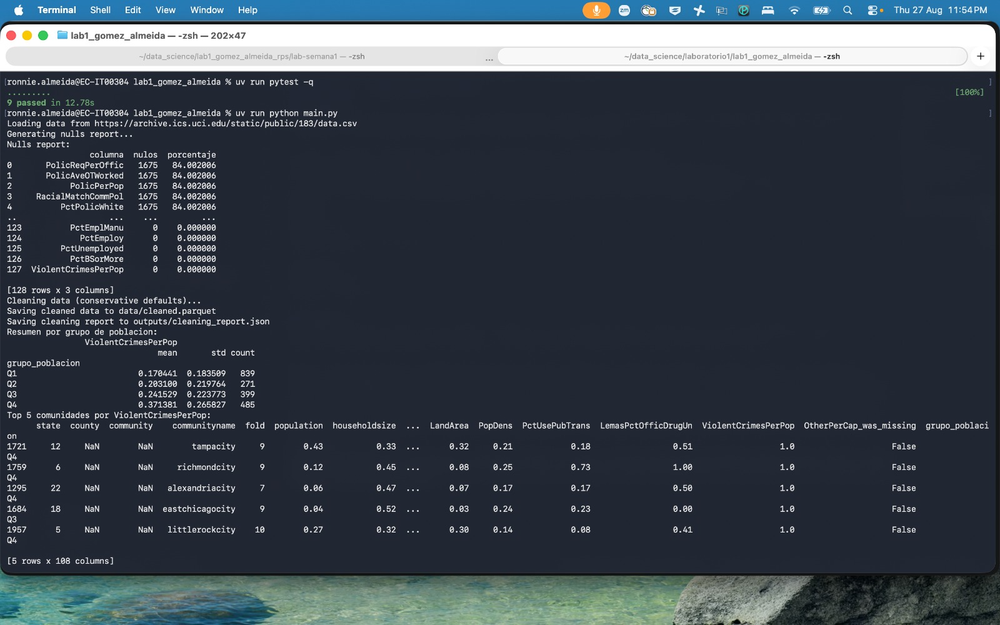 Terminal Shell Edit View Window Help zm Thu 27 Aug 11:54 PM
lab1_gomez_almeida — -zsh — 202×47
~/data_science/lab1_gomez_almeida_rps/lab-semana1 — -zsh ... ~/data_science/laboratorio1/lab1_gomez_almeida — -zsh +
[ronnie.almeida@EC-IT00304 lab1_gomez_almeida % uv run pytest -q ]
......... [100%]
9 passed in 12.78s
[ronnie.almeida@EC-IT00304 lab1_gomez_almeida % uv run python main.py ]
Loading data from https://archive.ics.uci.edu/static/public/183/data.csv
Generating nulls report...
Nulls report:
columna nulos porcentaje
0 PolicReqPerOffic 1675 84.002006
1 PolicAveOTWorked 1675 84.002006
2 PolicPerPop 1675 84.002006
3 RacialMatchCommPol 1675 84.002006
4 PctPolicWhite 1675 84.002006
.. ... ... ...
123 PctEmplManu 0 0.000000
124 PctEmploy 0 0.000000
125 PctUnemployed 0 0.000000
126 PctBSorMore 0 0.000000
127 ViolentCrimesPerPop 0 0.000000
[128 rows x 3 columns]
Cleaning data (conservative defaults)...
Saving cleaned data to data/cleaned.parquet
Saving cleaning report to outputs/cleaning_report.json
Resumen por grupo de poblacion:
ViolentCrimesPerPop
mean std count
grupo_poblacion
Q1 0.170441 0.183509 839
Q2 0.203100 0.219764 271
Q3 0.241529 0.223773 399
Q4 0.371381 0.265827 485
Top 5 comunidades por ViolentCrimesPerPop:
state county community communityname fold population householdsize ... LandArea PopDens PctUsePubTrans LemasPctOfficDrugUn ViolentCrimesPerPop OtherPerCap_was_missing grupo_poblaci
on
1721 12 NaN NaN tampacity 9 0.43 0.33 ... 0.32 0.21 0.18 0.51 1.0 False
Q4
1759 6 NaN NaN richmondcity 9 0.12 0.45 ... 0.08 0.25 0.73 1.00 1.0 False
Q4
1295 22 NaN NaN alexandriacity 7 0.06 0.47 ... 0.07 0.17 0.17 0.50 1.0 False
Q4
1684 18 NaN NaN eastchicagocity 9 0.04 0.52 ... 0.03 0.24 0.23 0.00 1.0 False
Q3
1957 5 NaN NaN littlerockcity 10 0.27 0.32 ... 0.30 0.14 0.08 0.41 1.0 False
Q4
[5 rows x 108 columns]